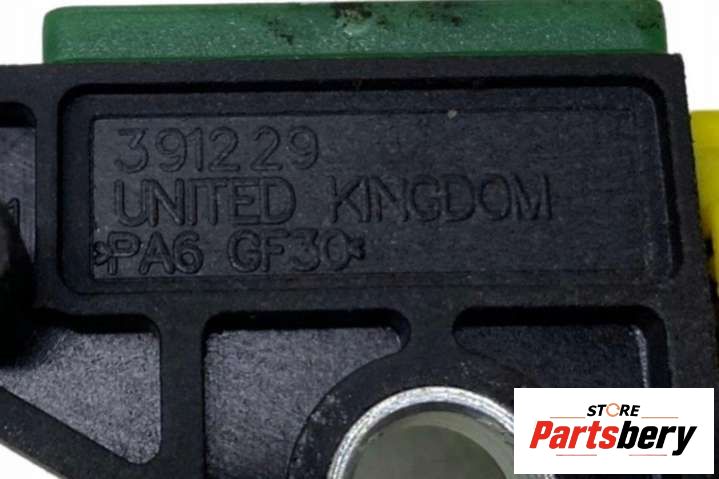 391229
UNITED KINGDOM
>PA6 GF30<
STORE
Partsbery